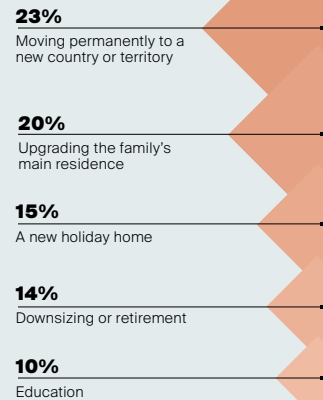 23%
Moving permanently to a
new country or territory
20%
Upgrading the family's
main residence
15%
A new holiday home
14%
Downsizing or retirement
10%
Education